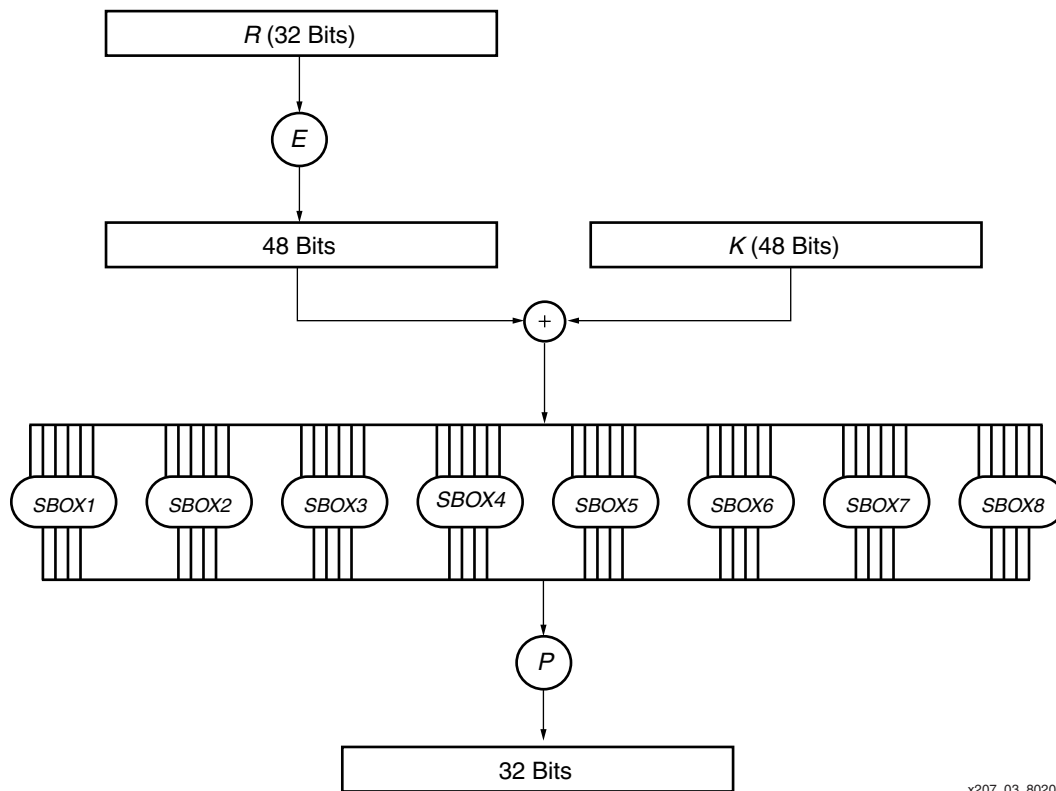 R (32 Bits)
E
48 Bits
K (48 Bits)
+
SBOX1
SBOX2
SBOX3
SBOX4
SBOX5
SBOX6
SBOX7
SBOX8
P
32 Bits